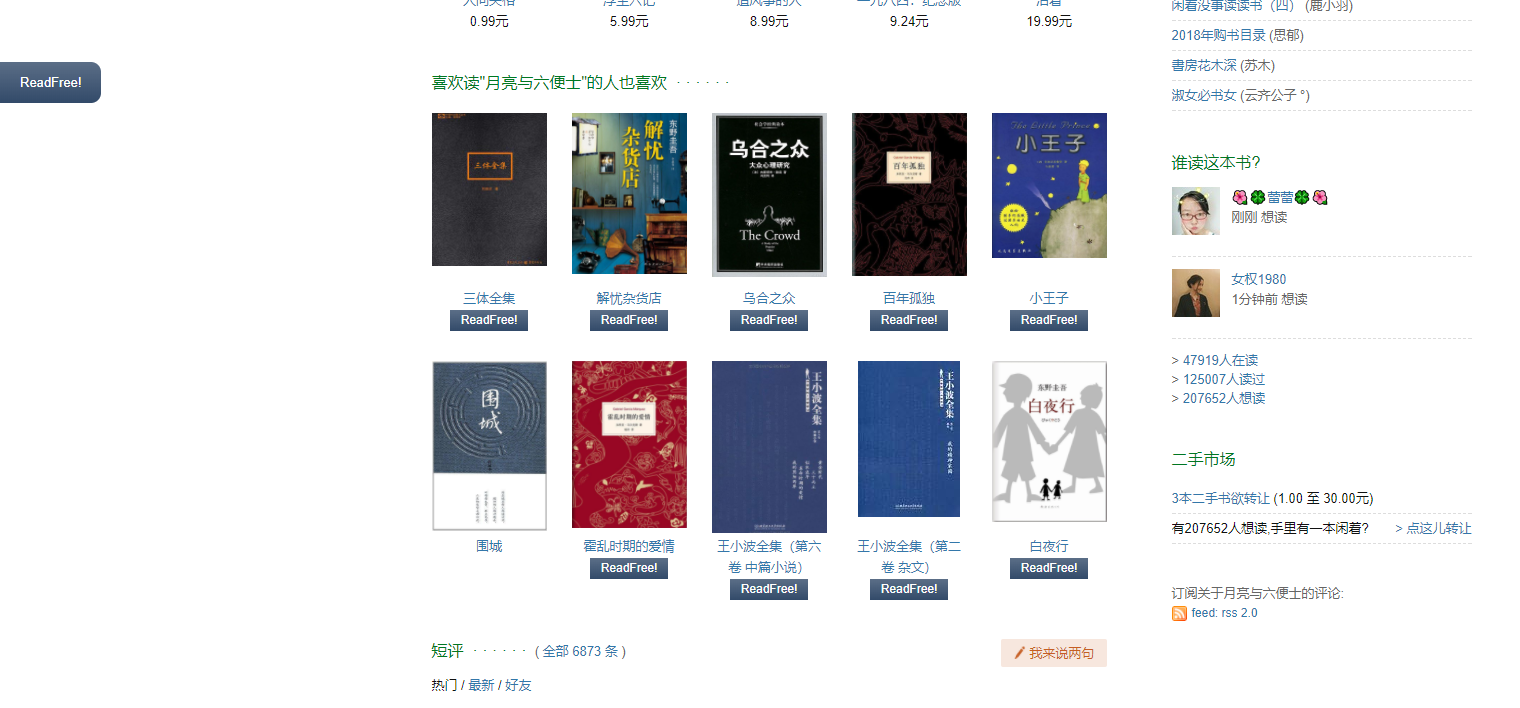 0.99元
5.99元
8.99元
9.24元
19.99元
ReadFree!
喜欢读"月亮与六便士"的人也喜欢 · · · · · ·
三体全集
解忧杂货店
东野圭吾
乌合之众
大众心理研究
The Crowd
百年孤独
The Little Prince
小王子
三体全集
ReadFree!
解忧杂货店
ReadFree!
乌合之众
ReadFree!
百年孤独
ReadFree!
小王子
ReadFree!
围城
霍乱时期的爱情
王小波全集
王小波全集
东野圭吾
白夜行
围城
霍乱时期的爱情
ReadFree!
王小波全集（第六
卷 中篇小说）
ReadFree!
王小波全集（第二
卷 杂文）
ReadFree!
白夜行
ReadFree!
短评 · · · · · · ( 全部 6873 条 )
我来说两句
热门 / 最新 / 好友
闲着没事读读书（四） (鹿小羽)
2018年购书目录 (思郁)
書房花木深 (苏木)
淑女必书女 (云齐公子 °)
谁读这本书?
🌺🍀蕾蕾🍀🌺
刚刚 想读
女权1980
1分钟前 想读
> 47919人在读
> 125007人读过
> 207652人想读
二手市场
3本二手书欲转让 (1.00 至 30.00元)
有207652人想读,手里有一本闲着? > 点这儿转让
订阅关于月亮与六便士的评论:
feed: rss 2.0